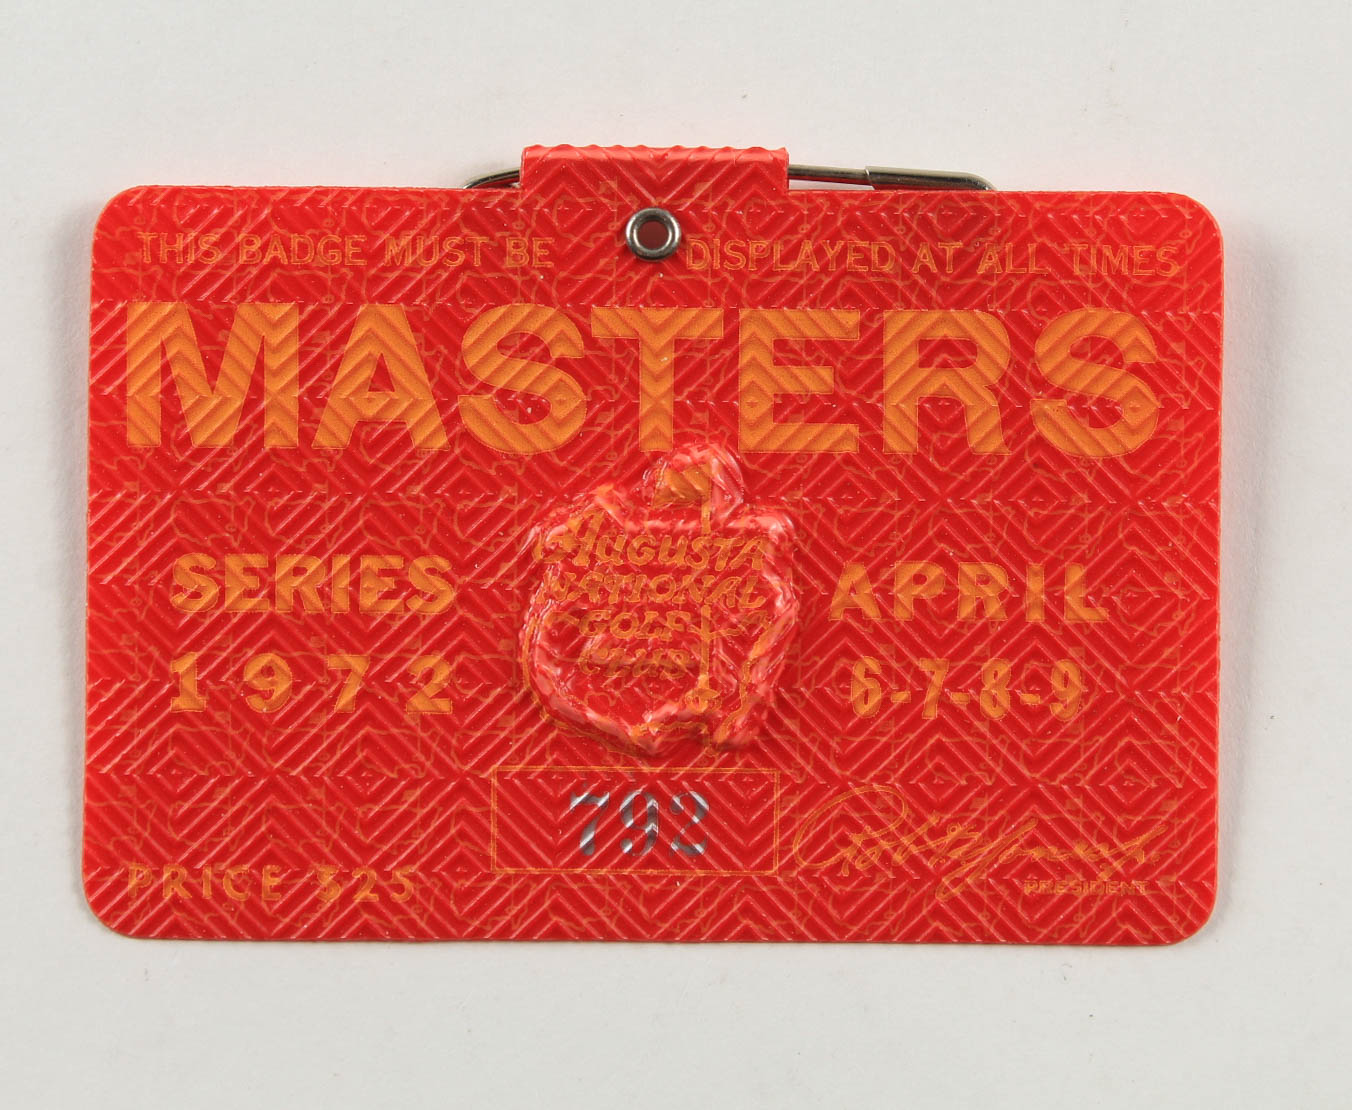 THIS BADGE MUST BE DISPLAYED AT ALL TIMES
MASTERS
AUGUSTA
NATIONAL
GOLF
CLUB
SERIES
1972
APRIL
6-7-8-9
792
PRICE $25
PRESIDENT